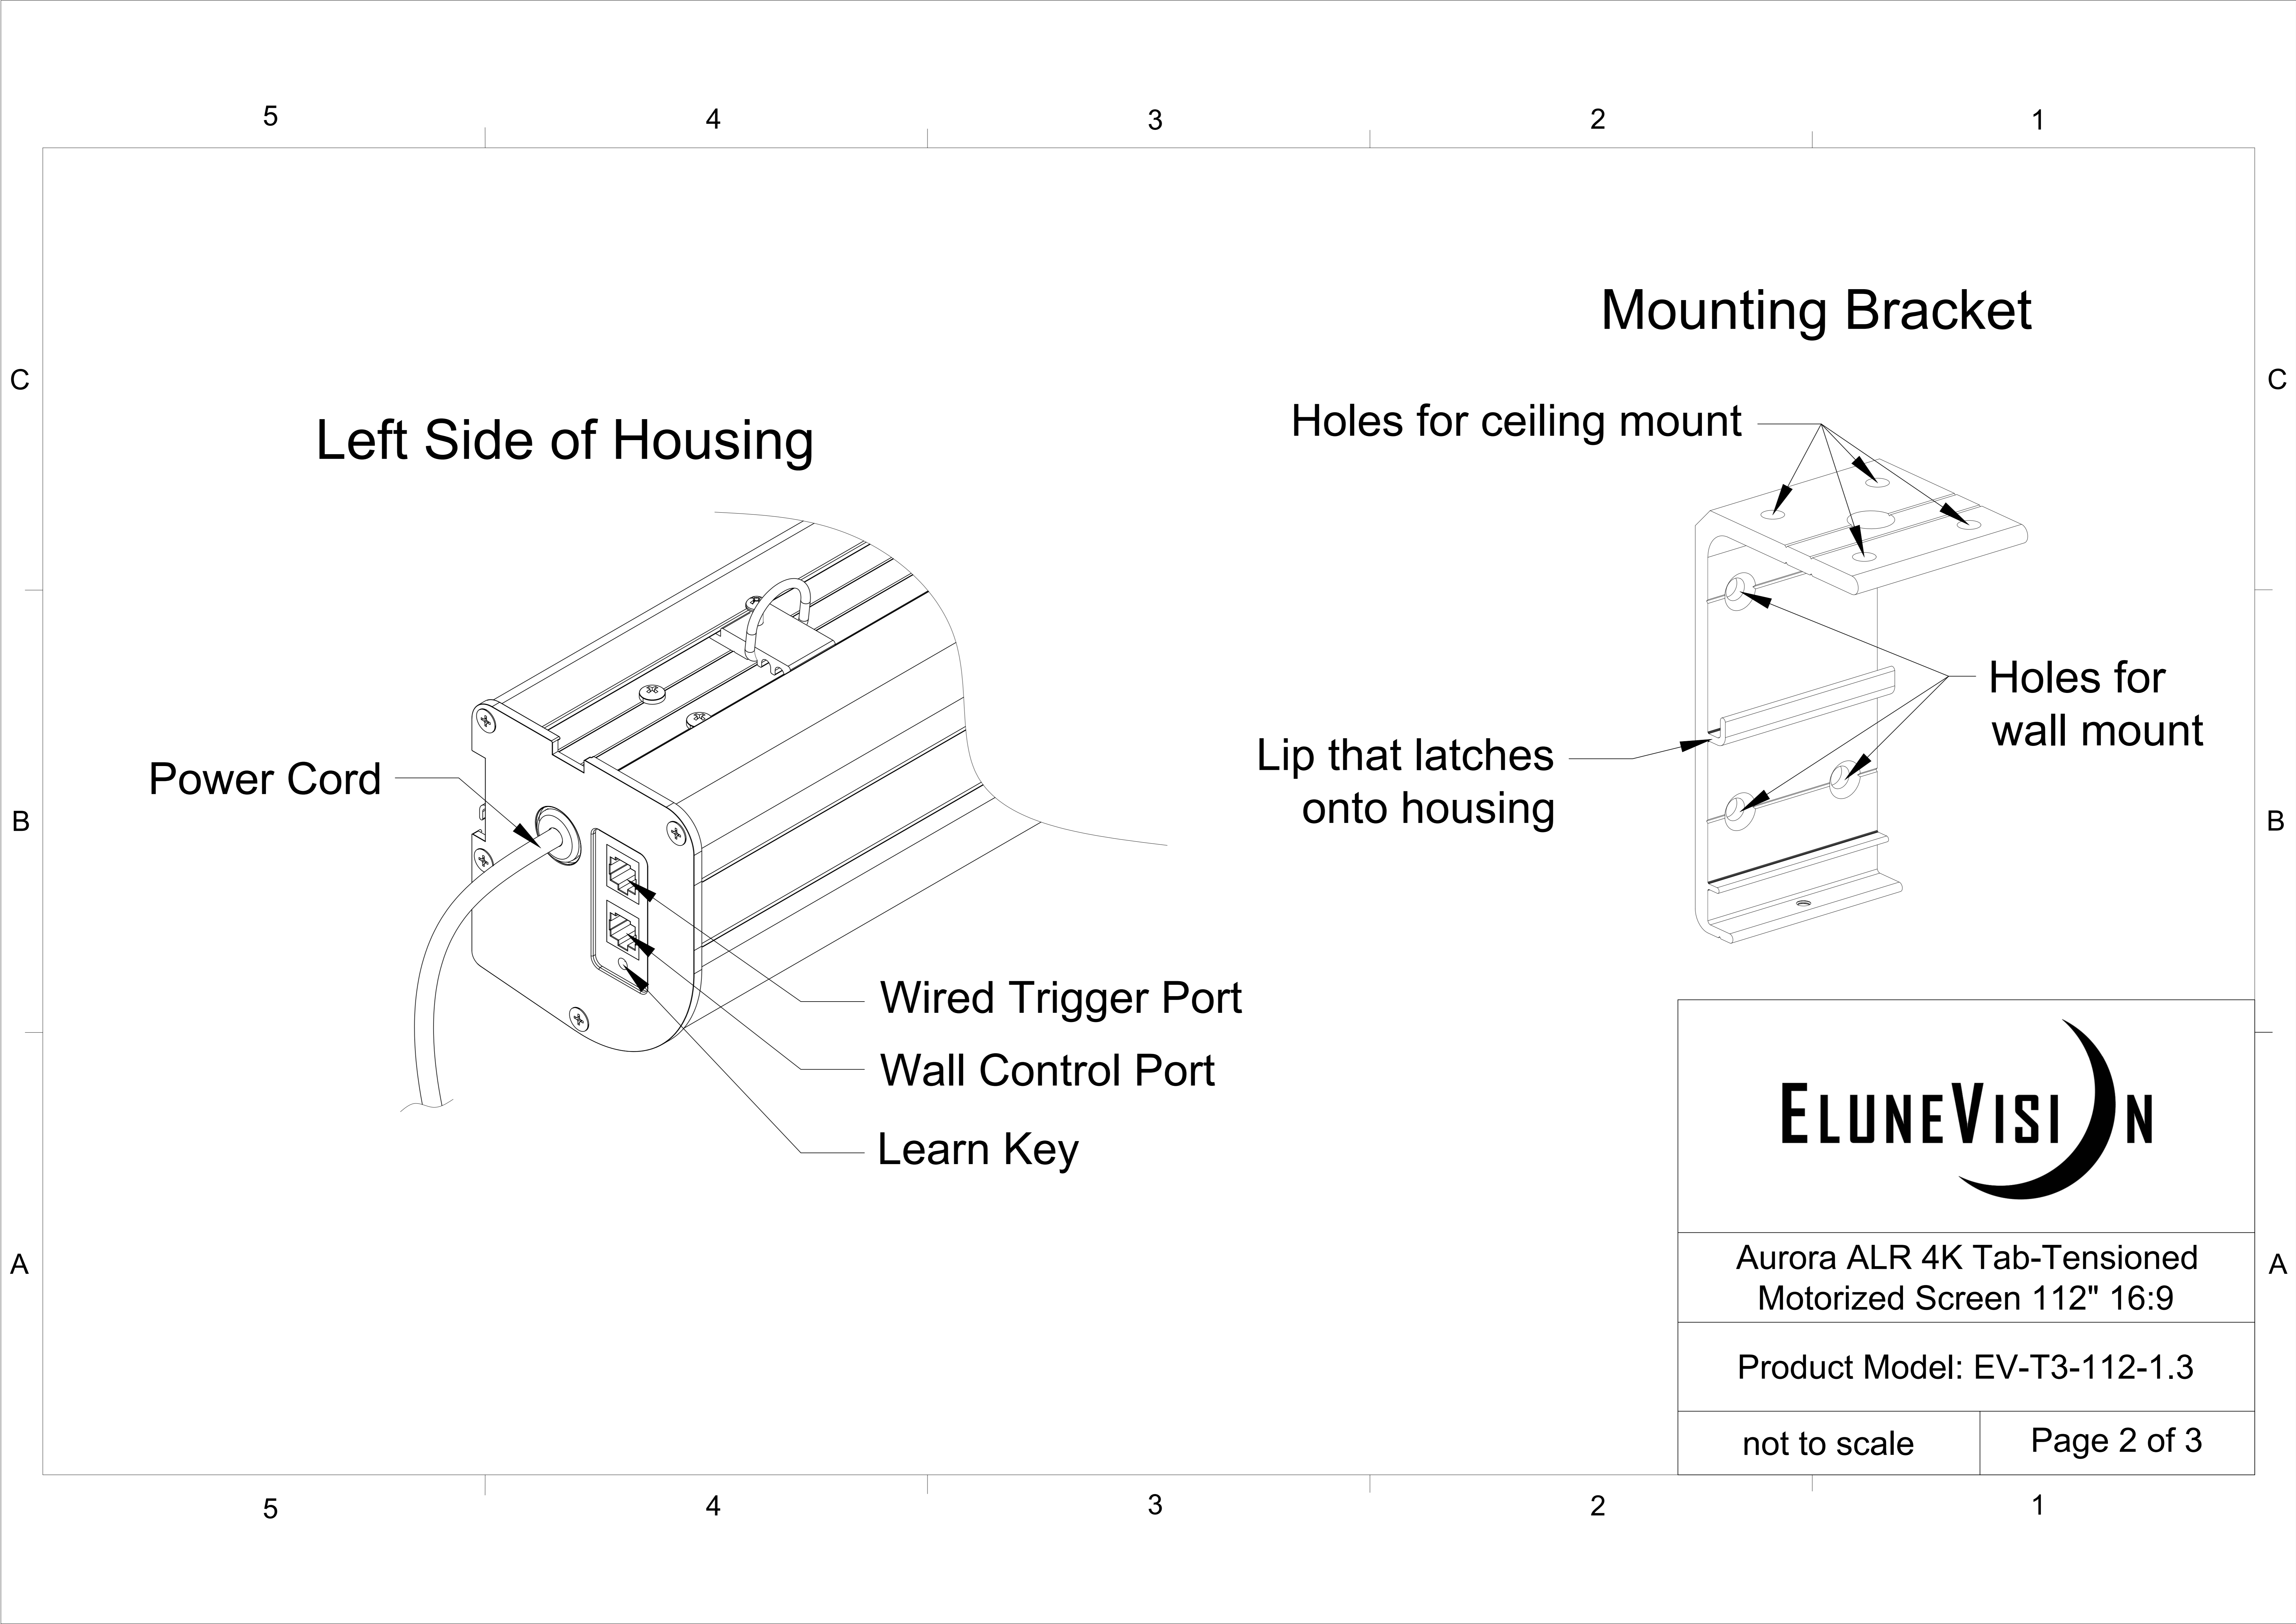 5 4 3 2 1
Mounting Bracket
C C
Holes for ceiling mount
Left Side of Housing
Holes for
wall mount
Lip that latches
onto housing
Power Cord
B B
Wired Trigger Port
Wall Control Port
Learn Key
ELUNEVISION
A A
Aurora ALR 4K Tab-Tensioned
Motorized Screen 112" 16:9
Product Model: EV-T3-112-1.3
not to scale
Page 2 of 3
5 4 3 2 1